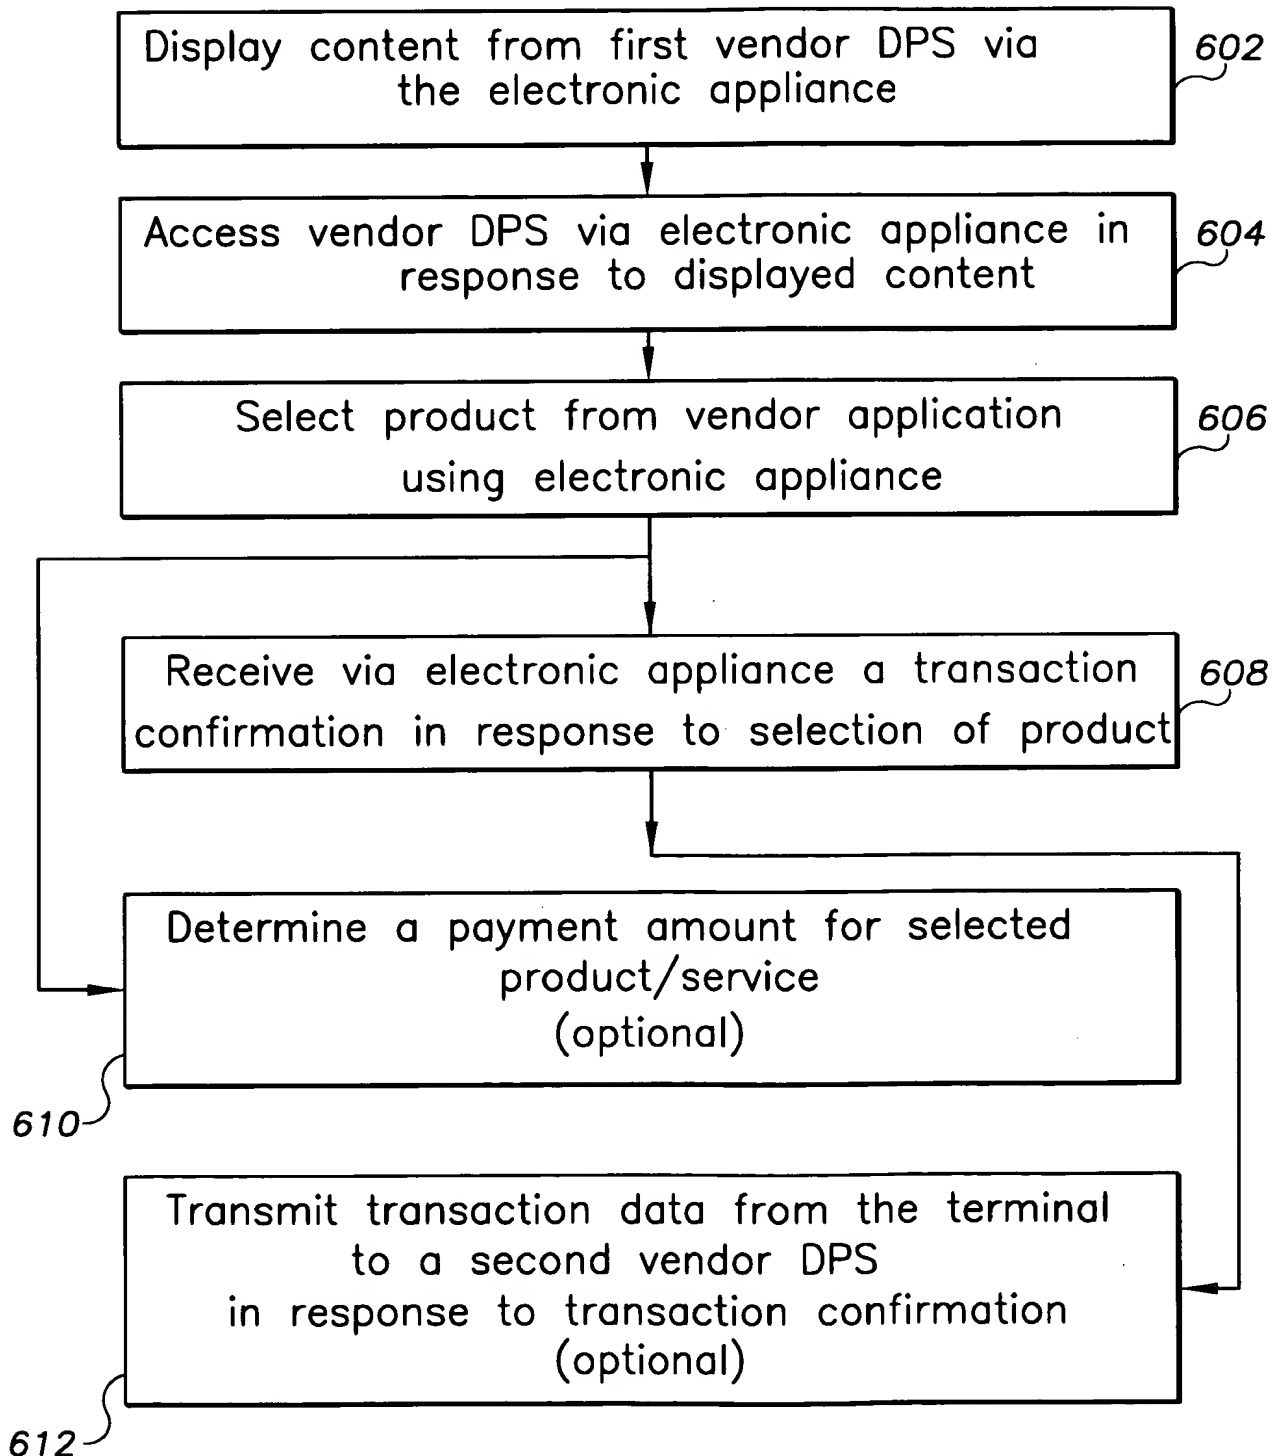 Display content from first vendor DPS via
the electronic appliance
602
Access vendor DPS via electronic appliance in
response to displayed content
604
Select product from vendor application
using electronic appliance
606
Receive via electronic appliance a transaction
confirmation in response to selection of product
608
Determine a payment amount for selected
product/service
(optional)
610
Transmit transaction data from the terminal
to a second vendor DPS
in response to transaction confirmation
(optional)
612